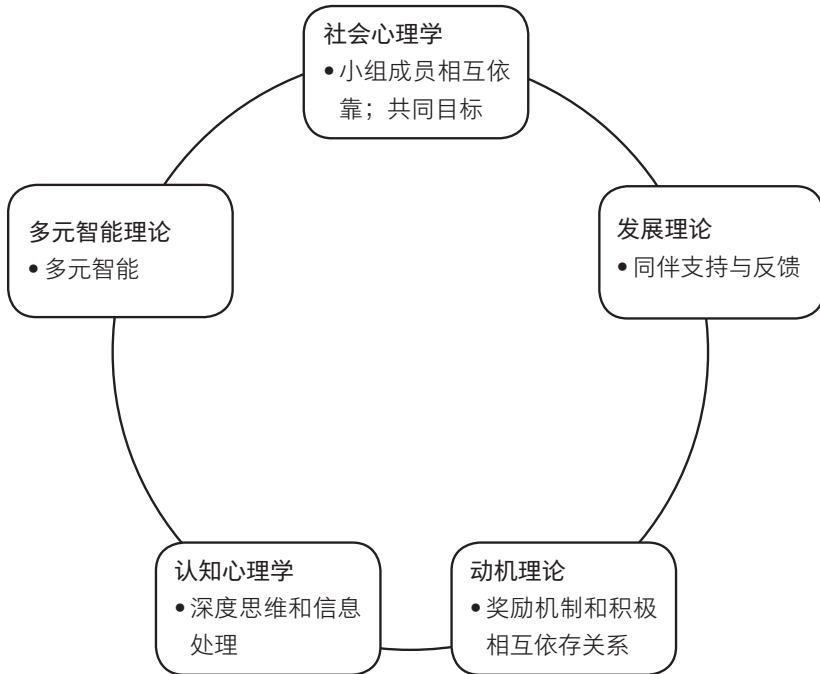 社会心理学
• 小组成员相互依
靠；共同目标
多元智能理论
• 多元智能
发展理论
• 同伴支持与反馈
认知心理学
• 深度思维和信息
处理
动机理论
• 奖励机制和积极
相互依存关系